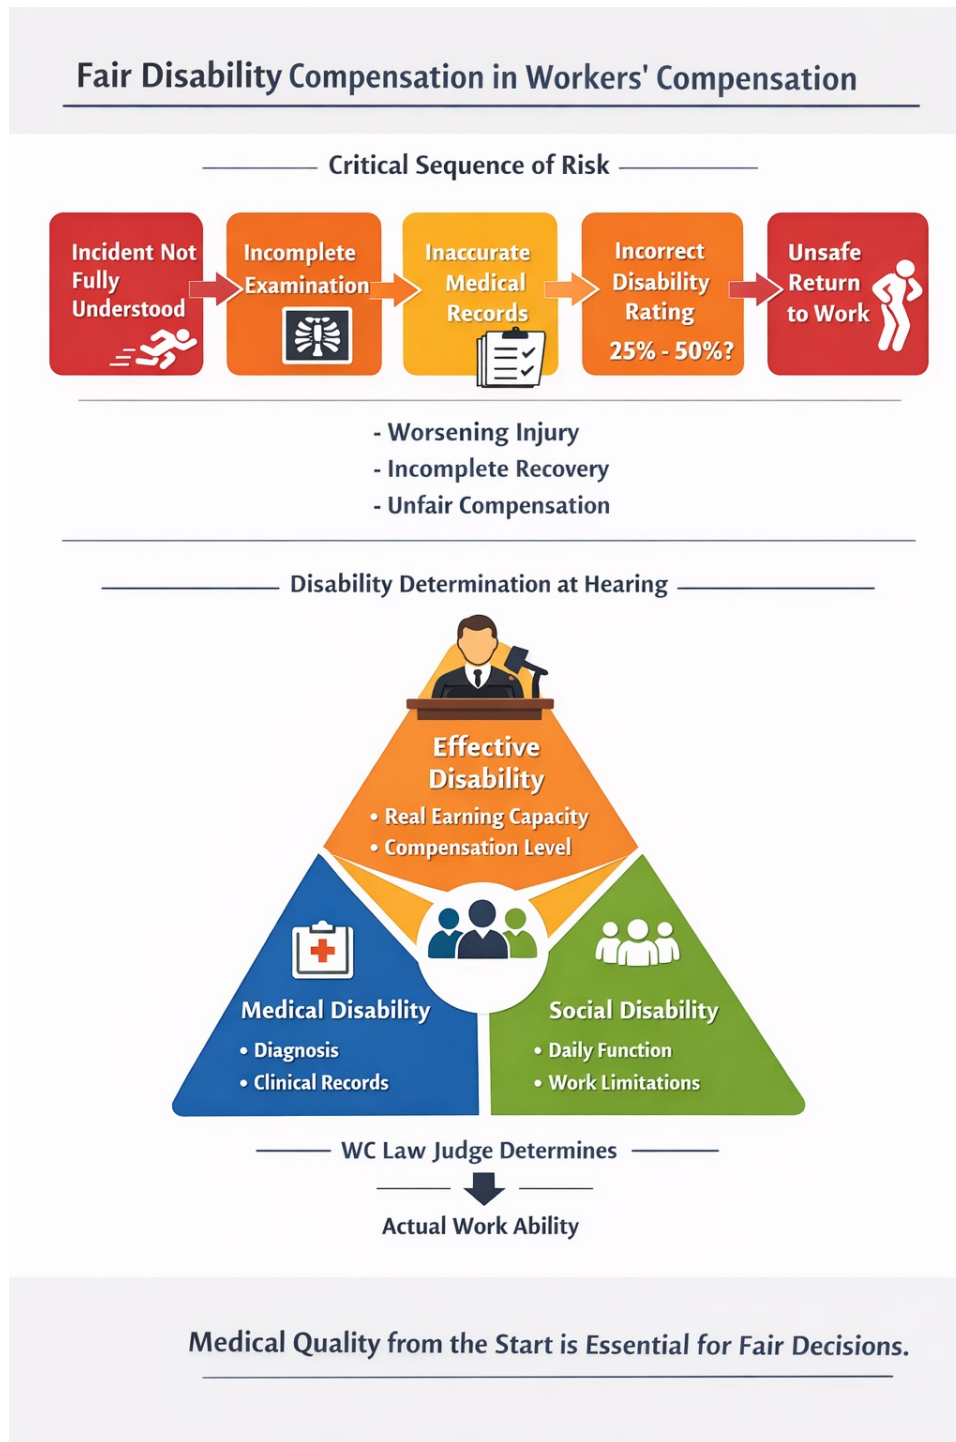 Fair Disability Compensation in Workers' Compensation
Critical Sequence of Risk
Incident Not
Fully
Understood
Incomplete
Examination
Inaccurate
Medical
Records
Incorrect
Disability
Rating
25% - 50%?
Unsafe
Return
to Work
- Worsening Injury
- Incomplete Recovery
- Unfair Compensation
Disability Determination at Hearing
Effective
Disability
• Real Earning Capacity
• Compensation Level
Medical Disability
• Diagnosis
• Clinical Records
Social Disability
• Daily Function
• Work Limitations
WC Law Judge Determines
Actual Work Ability
Medical Quality from the Start is Essential for Fair Decisions.